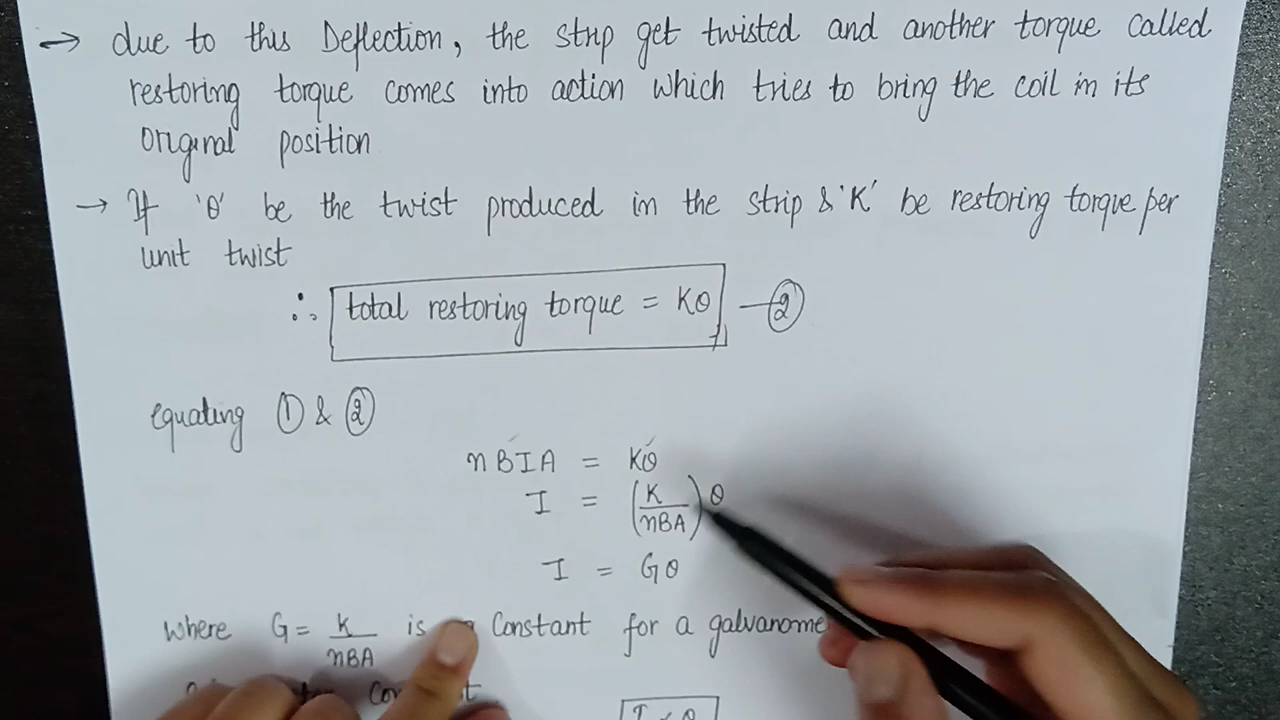 → due to this Deflection, the strip get twisted and another torque called
restoring torque comes into action which tries to bring the coil in its
original position
→ If 'θ' be the twist produced in the strip & 'K' be restoring torque per
unit twist
∴ total restoring torque = Kθ — ②
equating ① & ②
nBIA = Kθ
I = (K/nBA) θ
I = Gθ
where G = K/nBA is Constant for a
I ∝ θ